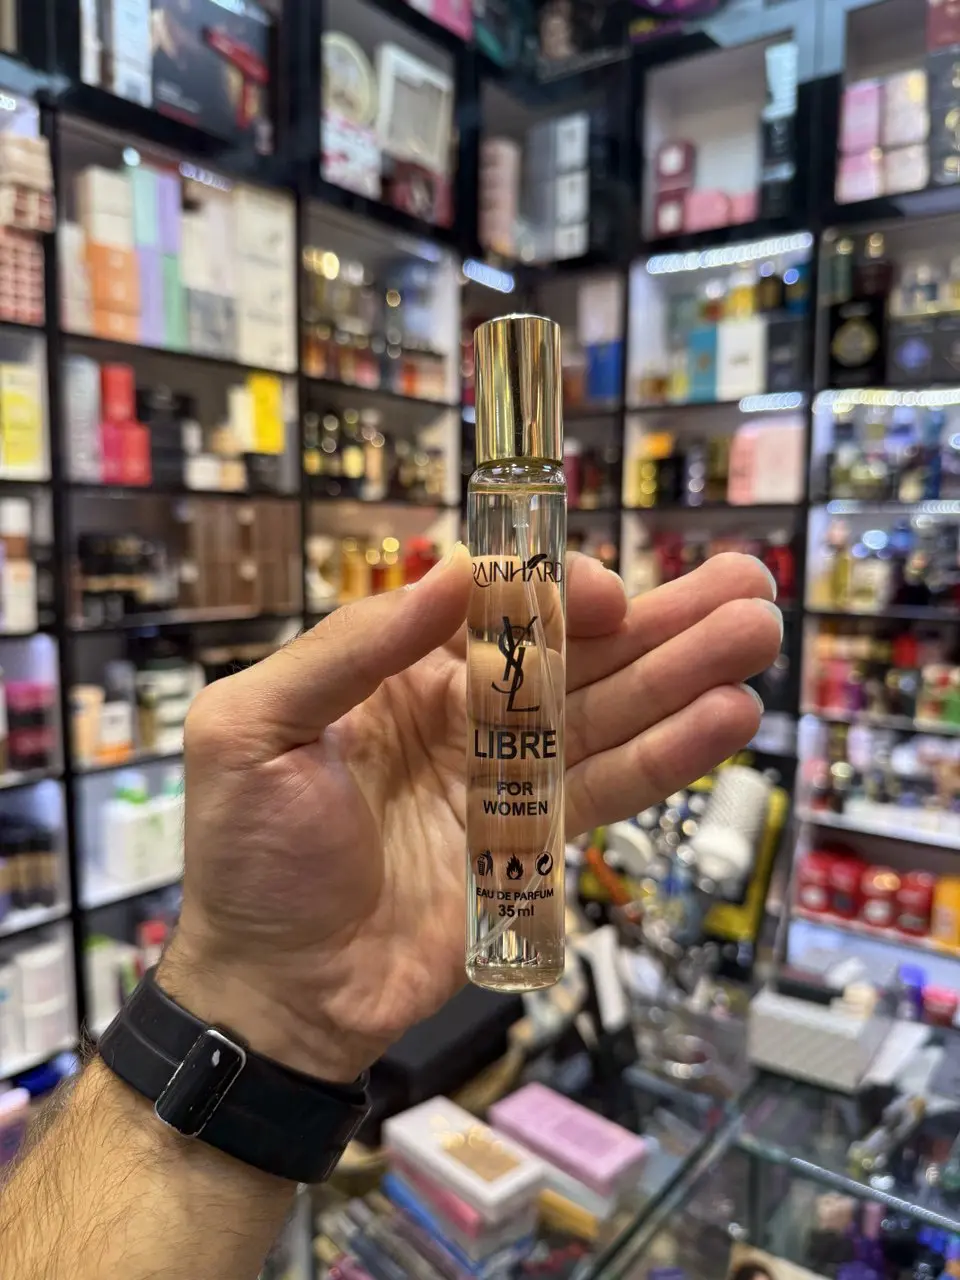 RAINHARD
YSL
LIBRE
FOR
WOMEN
EAU DE PARFUM
35ml